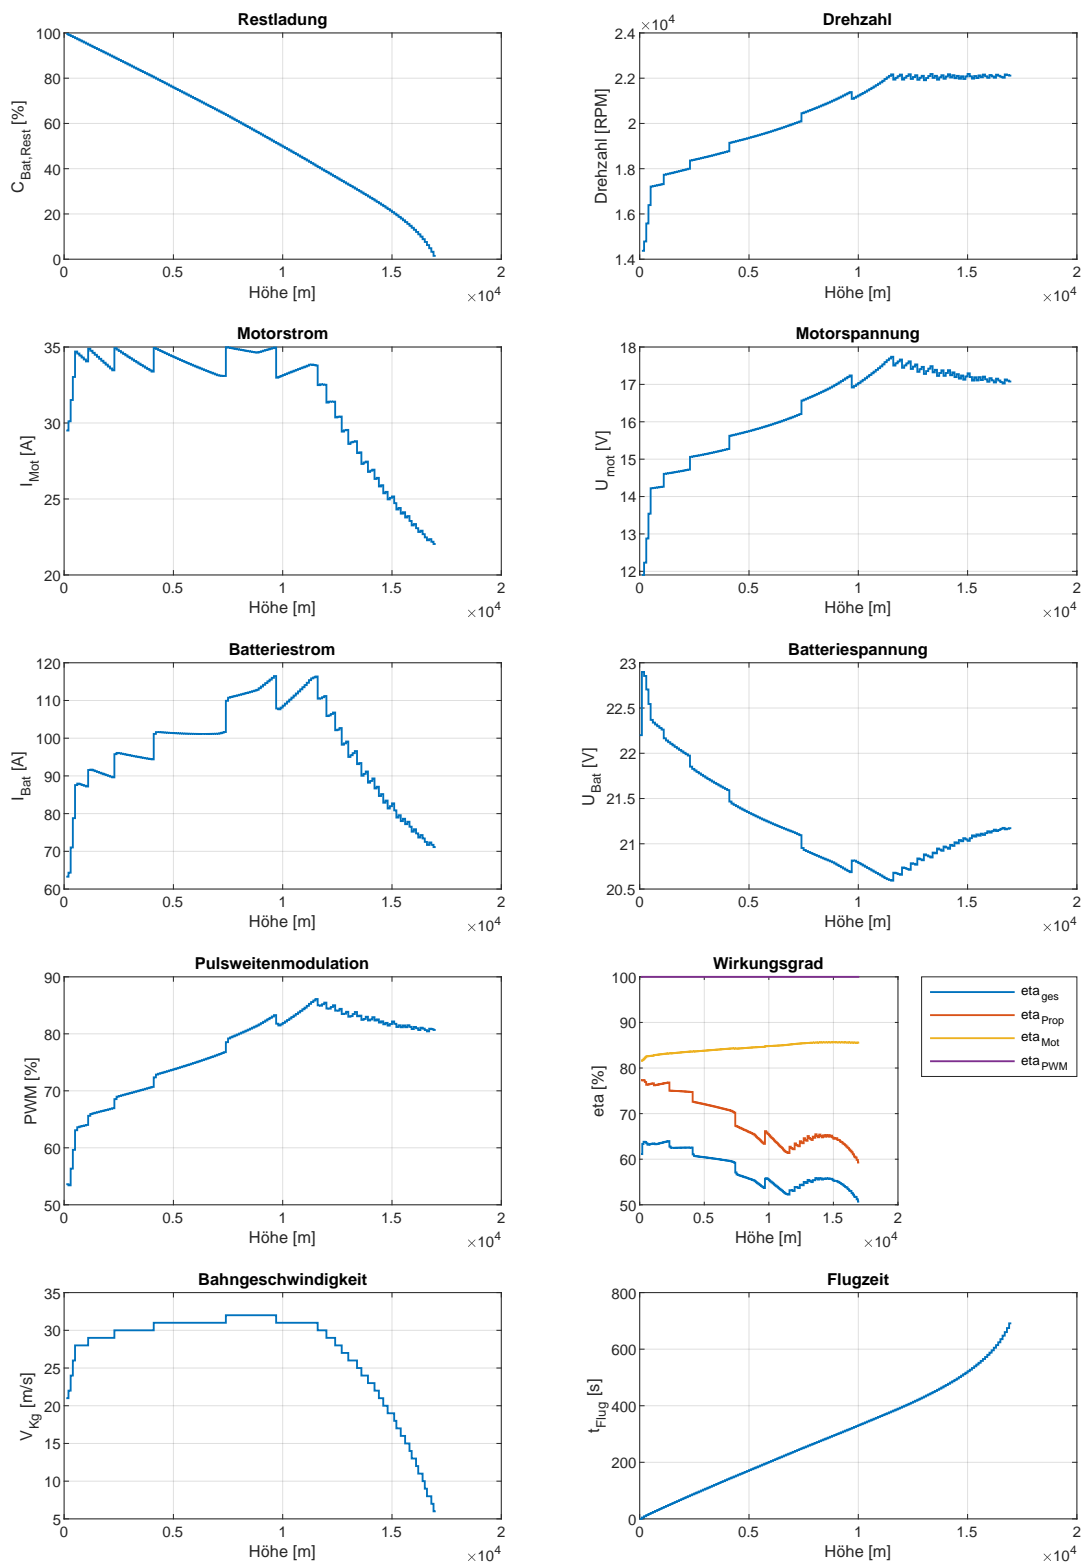 Restladung
C_Bat,Rest [%]
100
80
60
40
20
0
0 0.5 1 1.5 2
Höhe [m]
×10^4
Drehzahl
×10^4
Drehzahl [RPM]
2.4
2.2
2
1.8
1.6
1.4
0 0.5 1 1.5 2
Höhe [m]
×10^4
Motorstrom
I_Mot [A]
35
30
25
20
0 0.5 1 1.5 2
Höhe [m]
×10^4
Motorspannung
U_mot [V]
18
17
16
15
14
13
12
0 0.5 1 1.5 2
Höhe [m]
×10^4
Batteriestrom
I_Bat [A]
120
110
100
90
80
70
60
0 0.5 1 1.5 2
Höhe [m]
×10^4
Batteriespannung
U_Bat [V]
23
22.5
22
21.5
21
20.5
0 0.5 1 1.5 2
Höhe [m]
×10^4
Pulsweitenmodulation
PWM [%]
90
80
70
60
50
0 0.5 1 1.5 2
Höhe [m]
×10^4
Wirkungsgrad
eta [%]
100
90
80
70
60
50
0 0.5 1 1.5 2
Höhe [m]
×10^4
eta_ges
eta_Prop
eta_Mot
eta_PWM
Bahngeschwindigkeit
V_Kg [m/s]
35
30
25
20
15
10
5
0 0.5 1 1.5 2
Höhe [m]
×10^4
Flugzeit
t_Flug [s]
800
600
400
200
0
0 0.5 1 1.5 2
Höhe [m]
×10^4